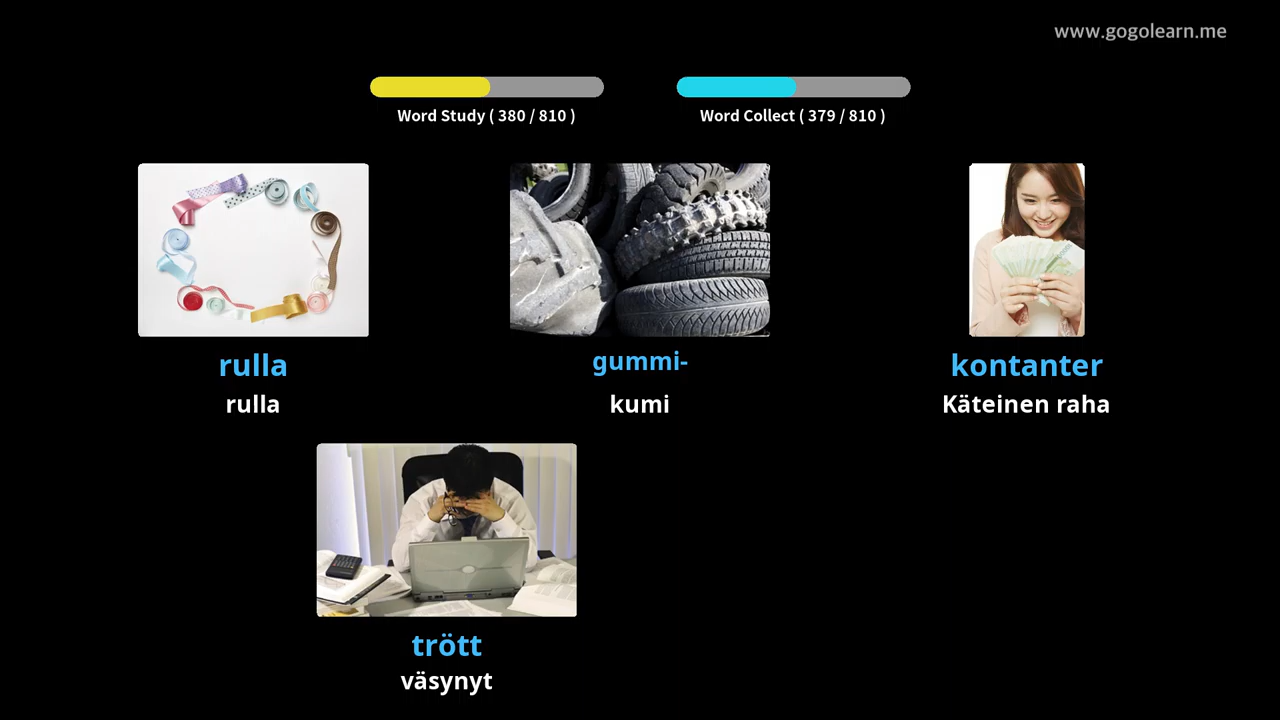 www.gogolearn.me
Word Study ( 380 / 810 )
Word Collect ( 379 / 810 )
rulla
rulla
gummi-
kumi
kontanter
Käteinen raha
trött
väsynyt